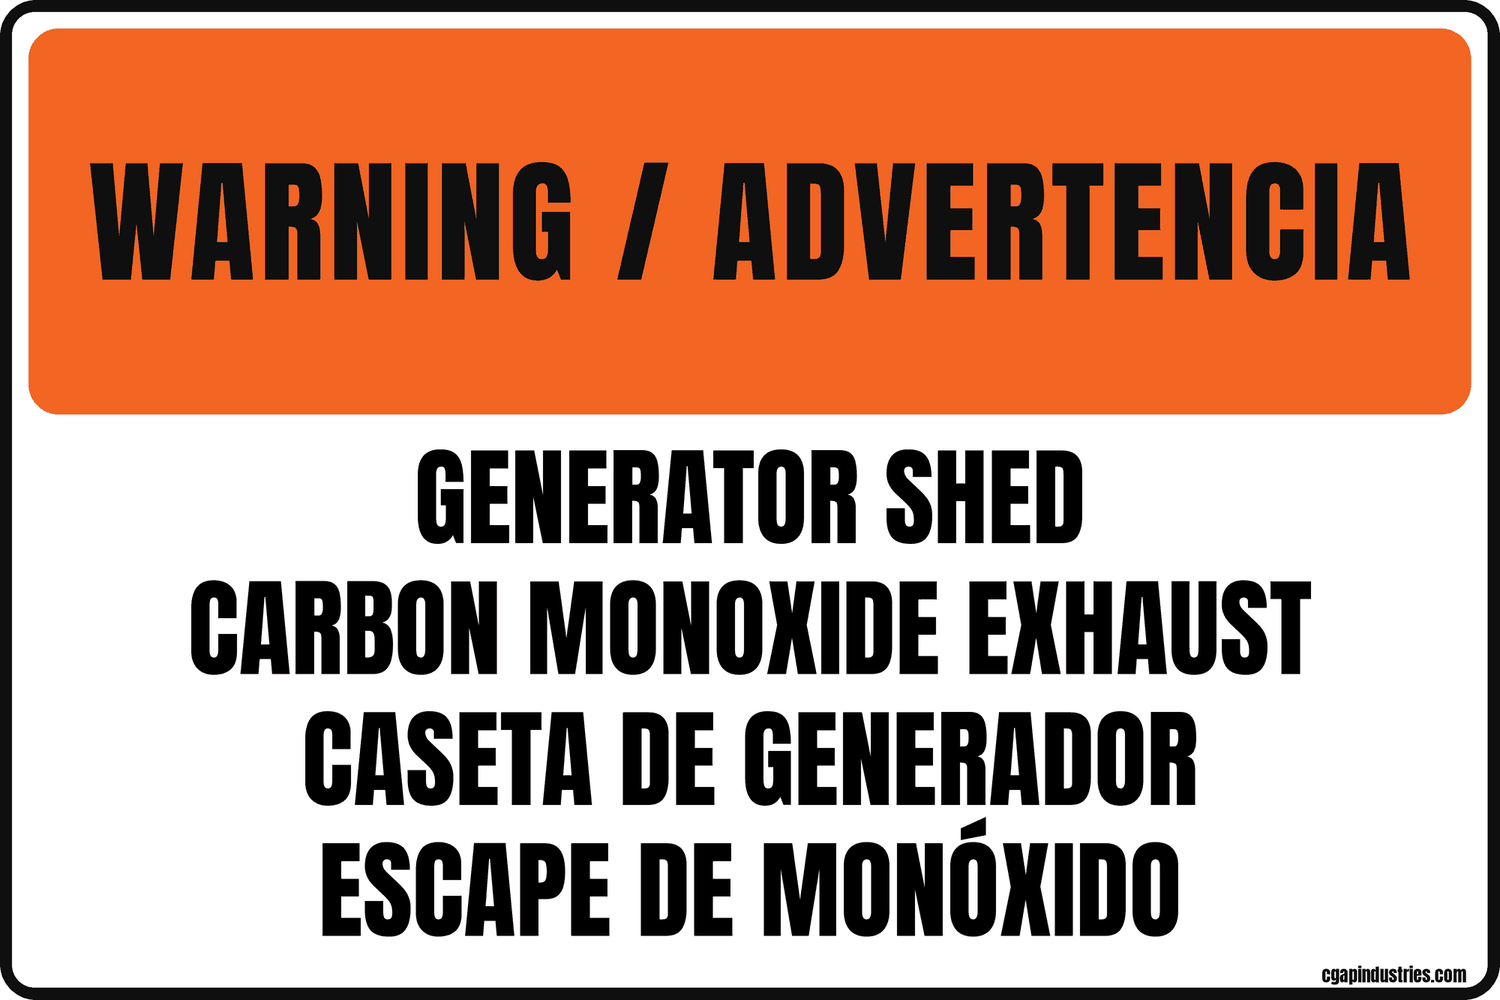 WARNING / ADVERTENCIA
GENERATOR SHED
CARBON MONOXIDE EXHAUST
CASETA DE GENERADOR
ESCAPE DE MONÓXIDO
cgapindustries.com